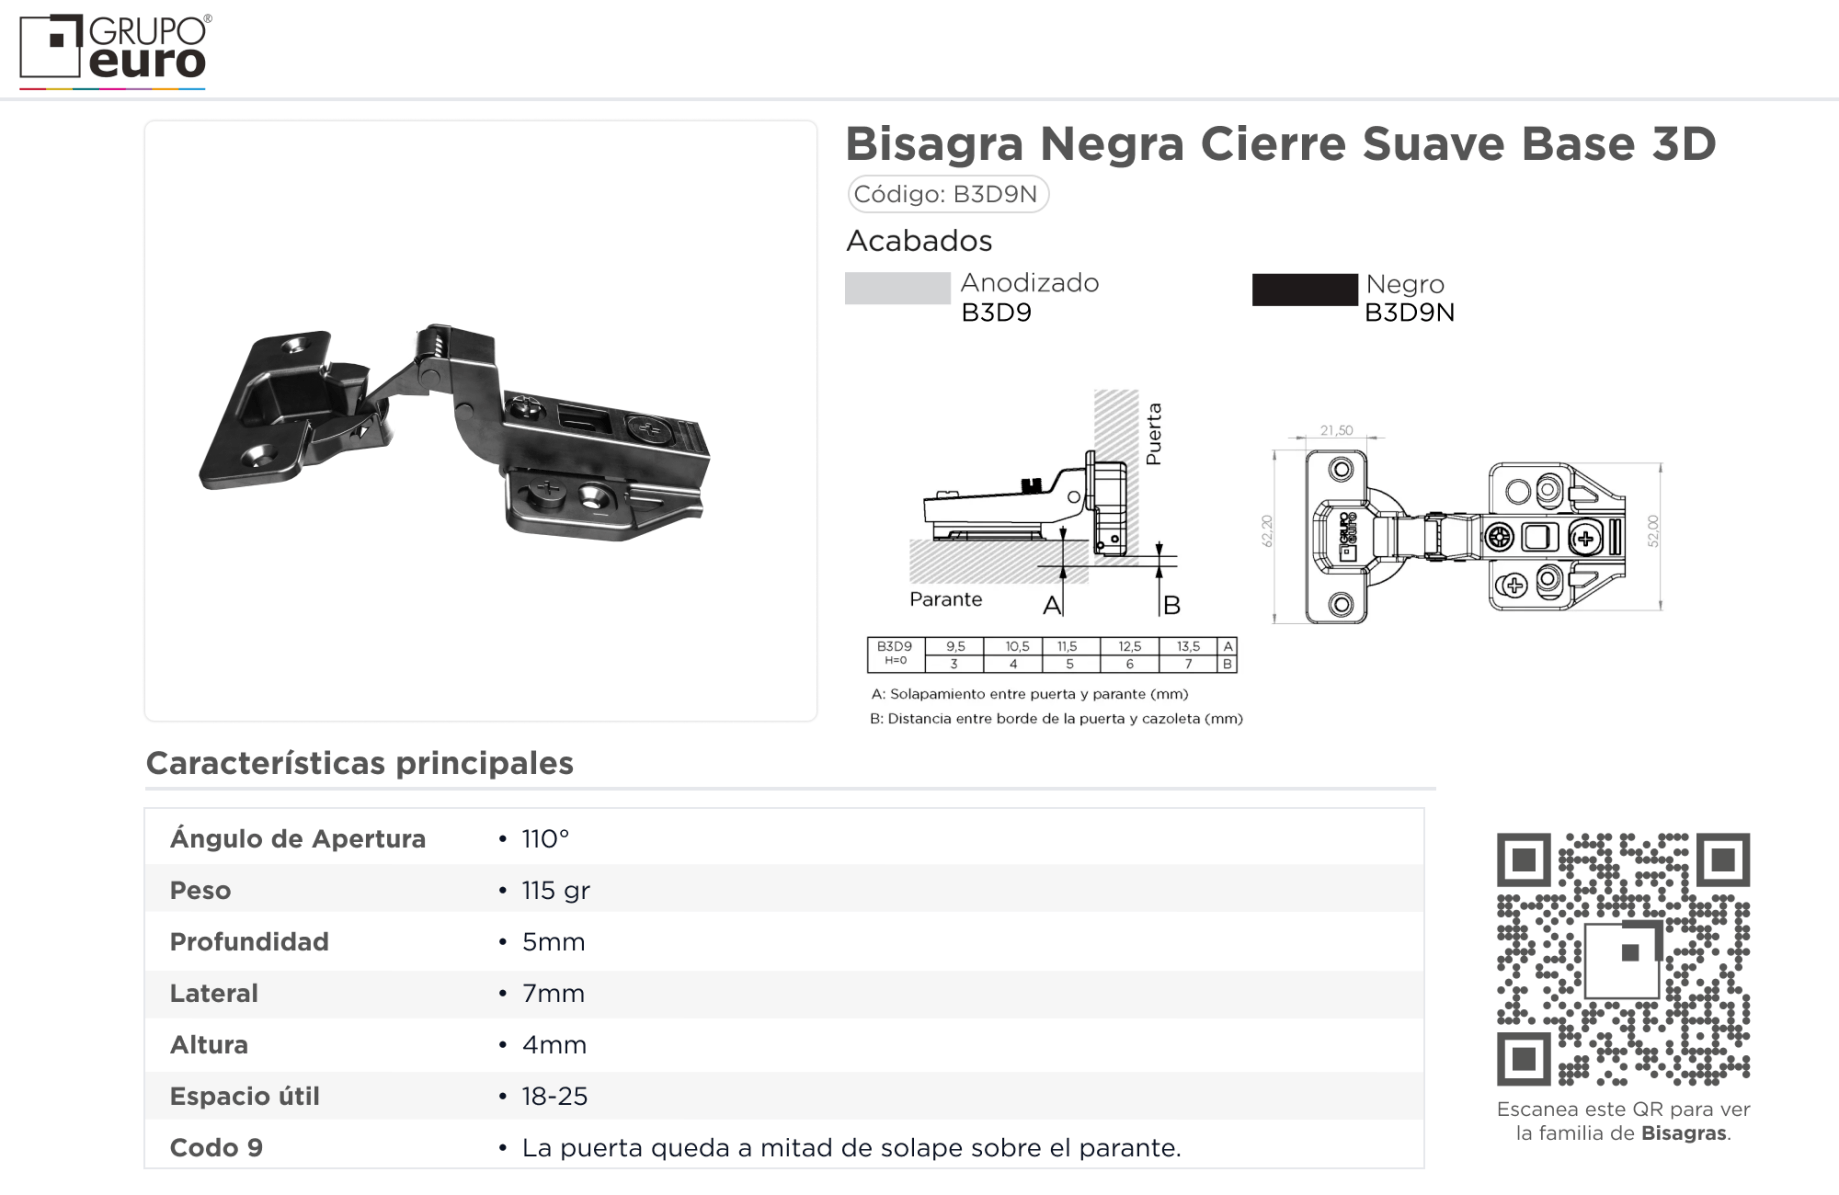 GRUPO®
euro
Bisagra Negra Cierre Suave Base 3D
Código: B3D9N
Acabados
Anodizado
B3D9
Negro
B3D9N
Puerta
Parante
A
B
21,50
62,20
52,00
GRUPO
euro
B3D9 9,5 10,5 11,5 12,5 13,5 A
H=0 3 4 5 6 7 B
A: Solapamiento entre puerta y parante (mm)
B: Distancia entre borde de la puerta y cazoleta (mm)
Características principales
Ángulo de Apertura • 110°
Peso • 115 gr
Profundidad • 5mm
Lateral • 7mm
Altura • 4mm
Espacio útil • 18-25
Codo 9 • La puerta queda a mitad de solape sobre el parante.
Escanea este QR para ver
la familia de Bisagras.